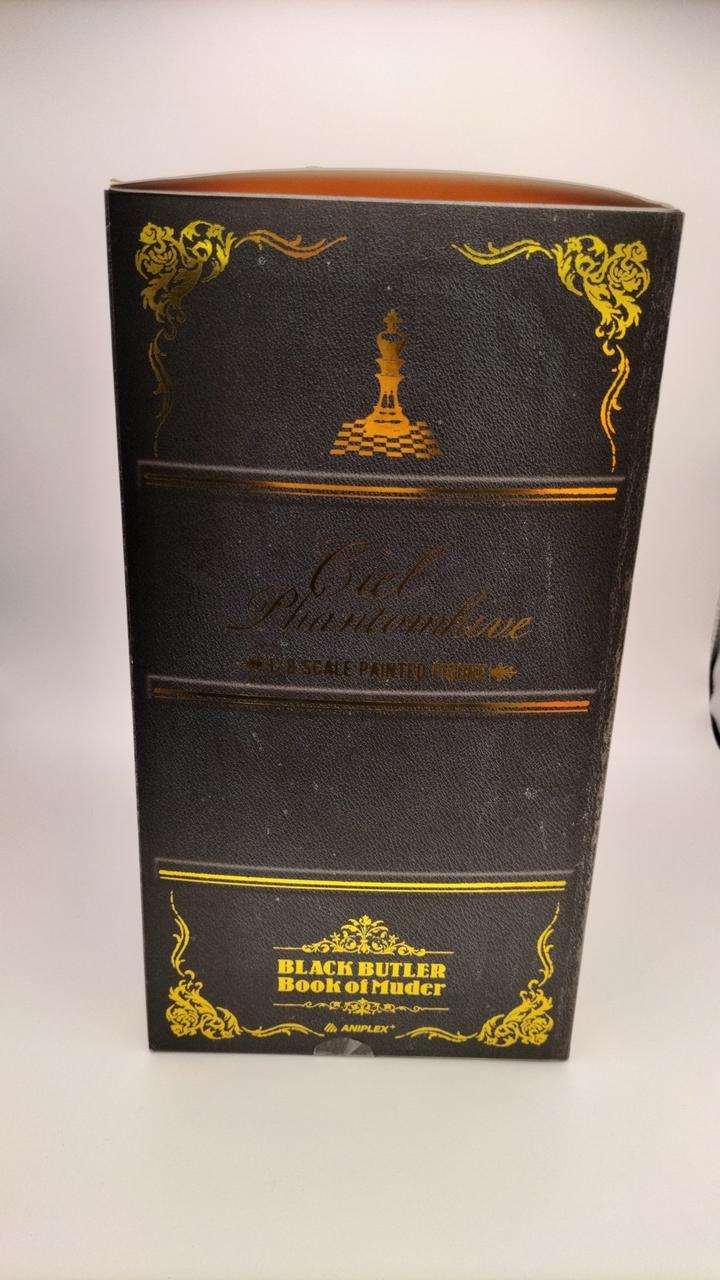 Ciel
Phantomhive
1/8 SCALE PAINTED FIGURE
BLACK BUTLER
Book of Muder
ANIPLEX+